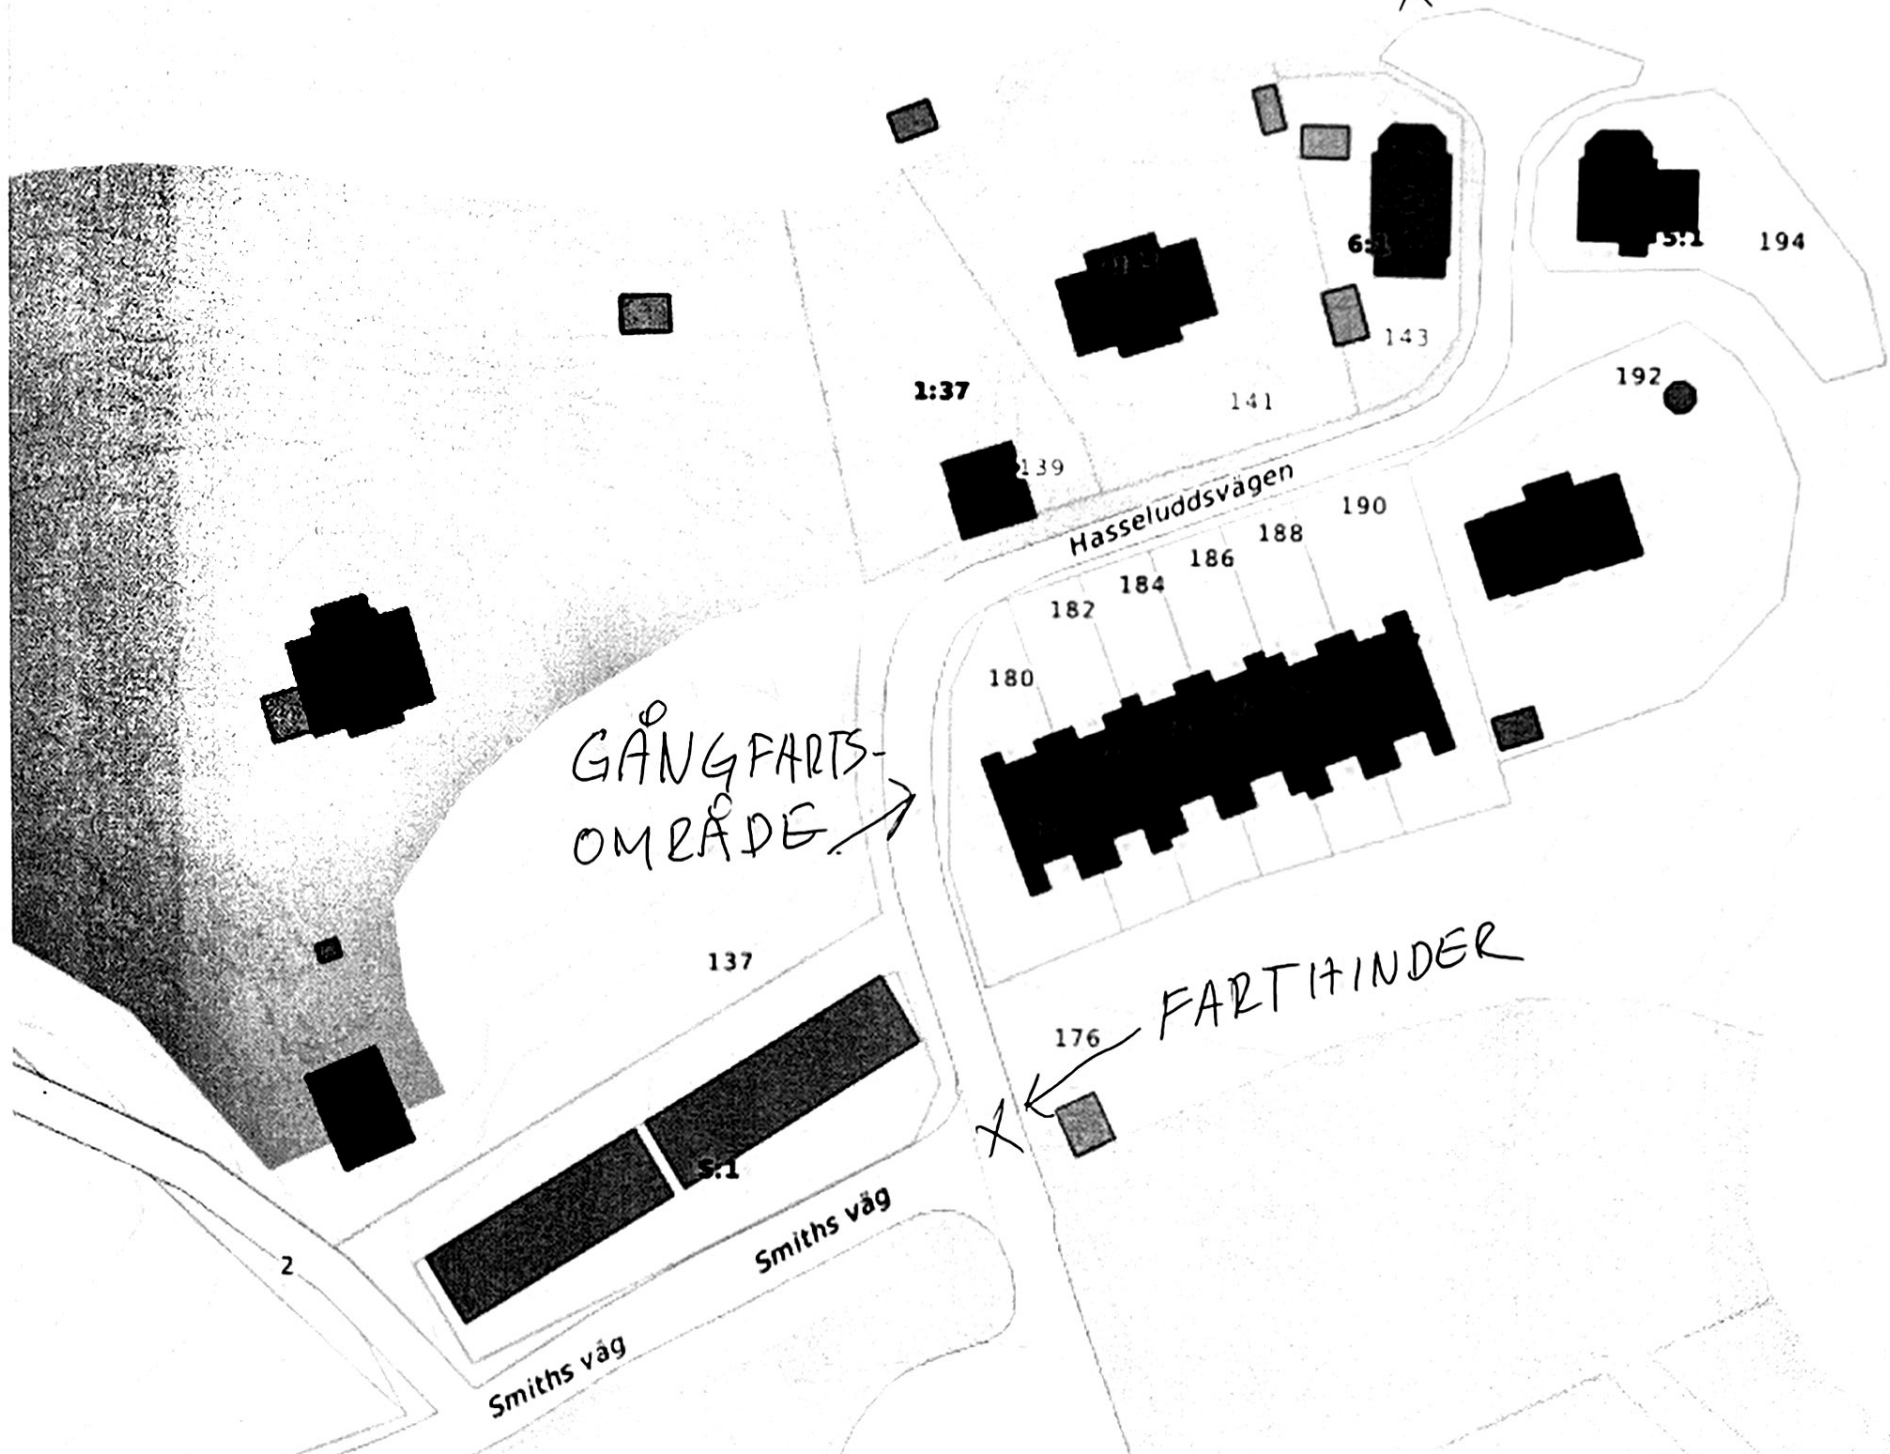 194
6:1
5:1
143
192
1:37
141
139
Hasseluddsvägen
190
188
186
184
182
180
GÅNGFARTS-
OMRÅDE
137
FARTHINDER
176
X
S:1
Smiths väg
2
Smiths väg